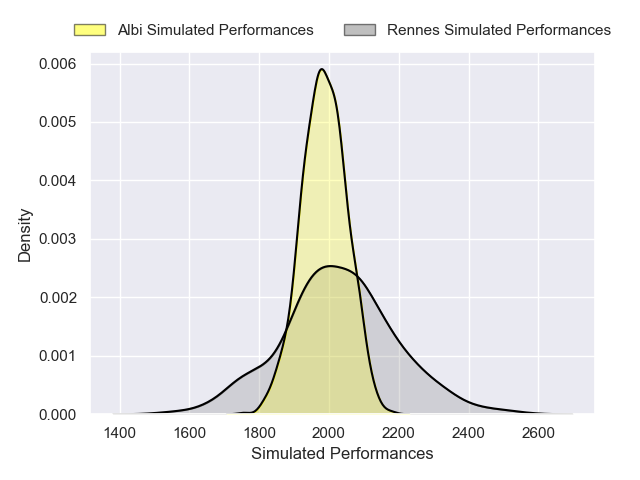 Albi Simulated Performances Rennes Simulated Performances
0.006
0.005
0.004
0.003
0.002
0.001
0.000
Density
1400 1600 1800 2000 2200 2400 2600
Simulated Performances